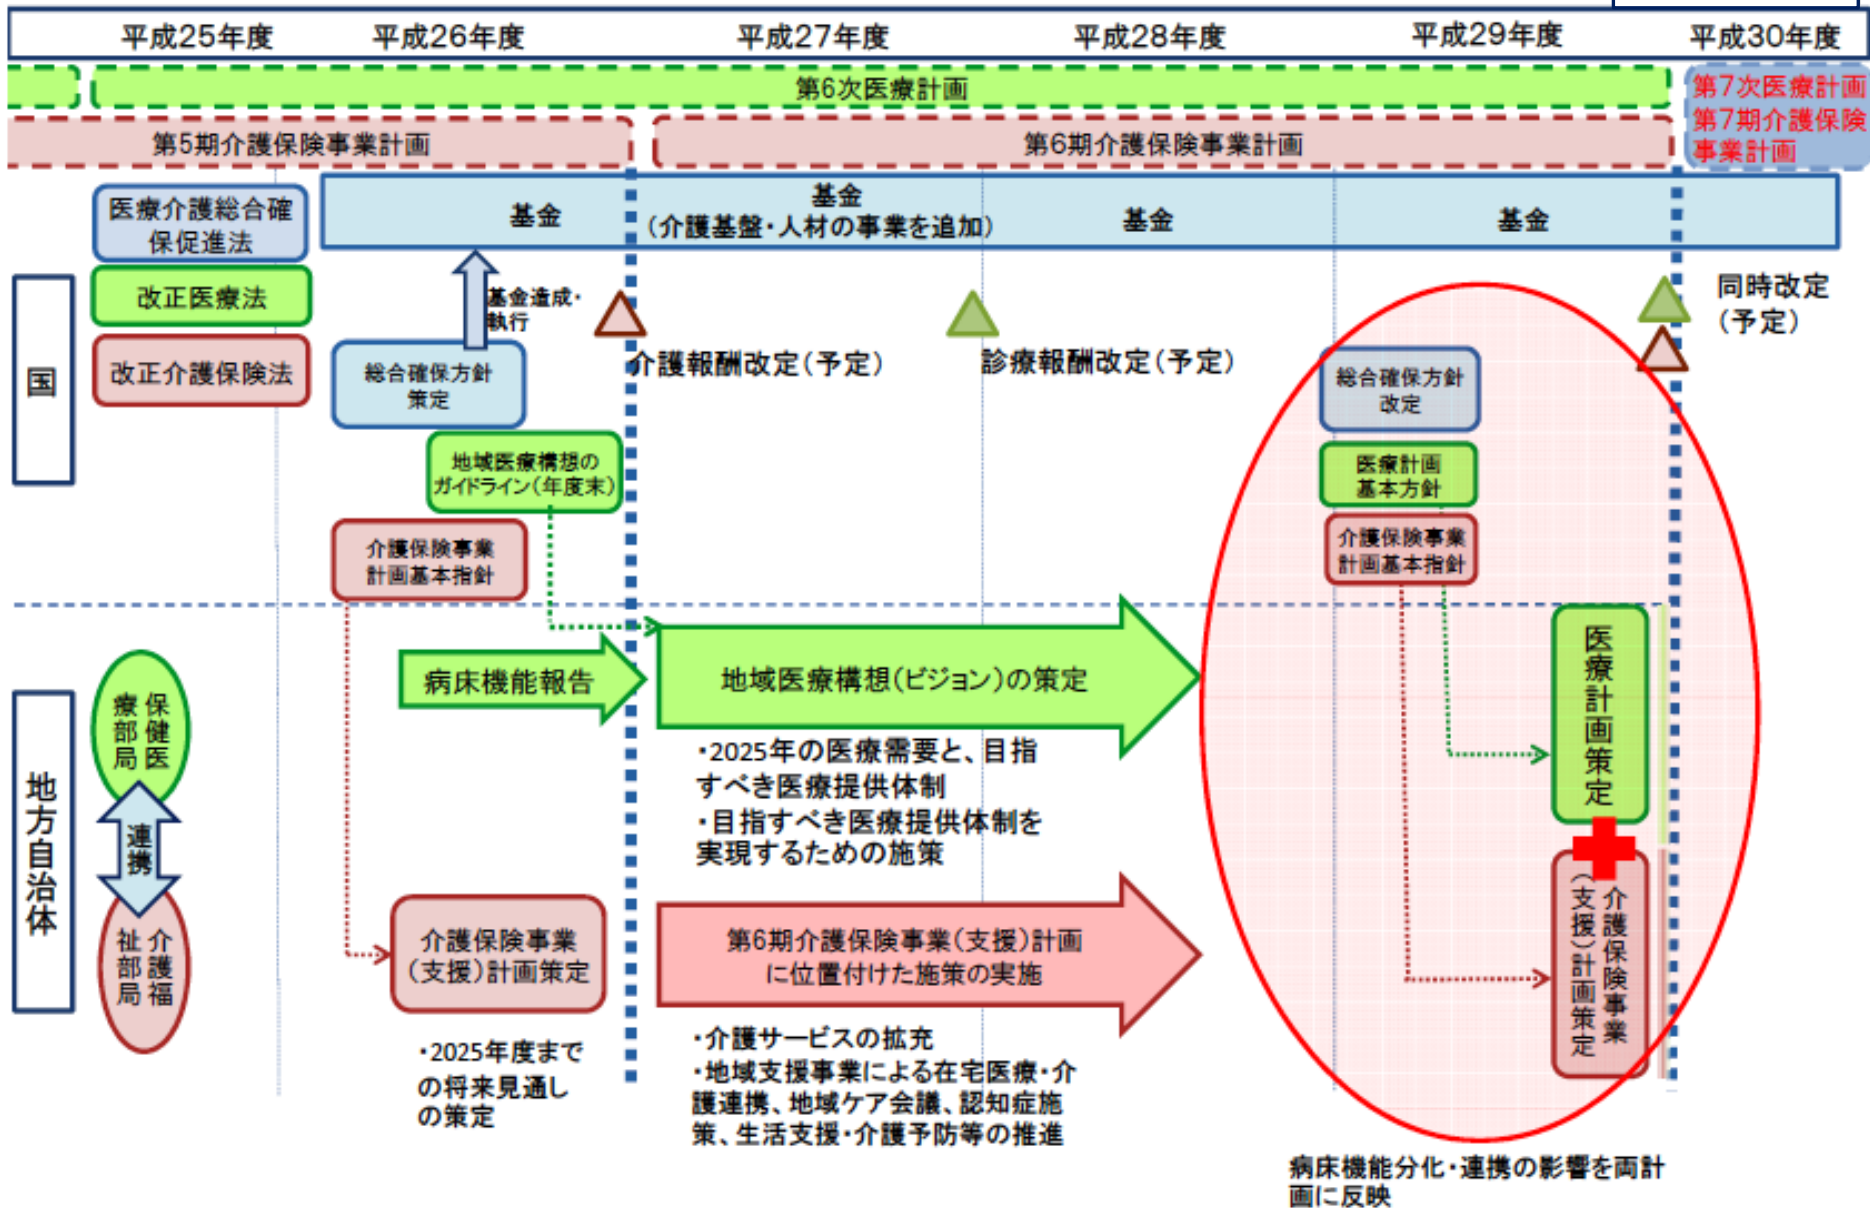 平成25年度
平成26年度
平成27年度
平成28年度
平成29年度
平成30年度
第6次医療計画
第7次医療計画
第7期介護保険
事業計画
第5期介護保険事業計画
第6期介護保険事業計画
医療介護総合確
保促進法
基金
基金
(介護基盤・人材の事業を追加)
基金
基金
改正医療法
改正介護保険法
国
基金造成・
執行
介護報酬改定(予定)
診療報酬改定(予定)
同時改定
(予定)
総合確保方針
策定
総合確保方針
改定
地域医療構想の
ガイドライン(年度末)
医療計画
基本方針
介護保険事業
計画基本指針
介護保険事業
計画基本指針
地方自治体
保健医
療部局
連携
介護福
祉部局
病床機能報告
地域医療構想(ビジョン)の策定
・2025年の医療需要と、目指
すべき医療提供体制
・目指すべき医療提供体制を
実現するための施策
医療計画策定
介護保険事業
(支援)計画策定
第6期介護保険事業(支援)計画
に位置付けた施策の実施
介護保険事業
(支援)計画策定
・2025年度まで
の将来見通し
の策定
・介護サービスの拡充
・地域支援事業による在宅医療・介
護連携、地域ケア会議、認知症施
策、生活支援・介護予防等の推進
病床機能分化・連携の影響を両計
画に反映